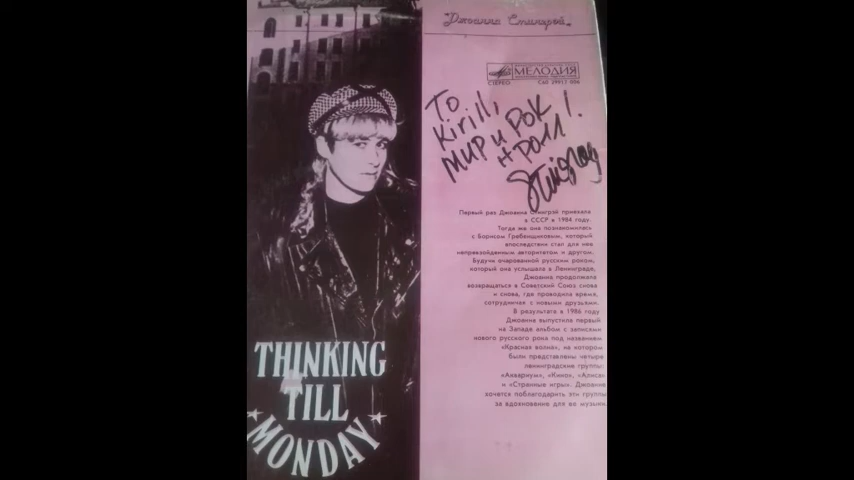 "Джоанна Стингрей"
МЕЛОДИЯ
СТЕРЕО
To
Kirill,
МИР И РОК
Н РОЛЛ!
Stingray
Первый раз Джоанна Стингрэй приехала
в СССР в 1984 году.
Тогда же она познакомилась
с Борисом Гребенщиковым, который
впоследствии стал для нее
непревзойденным авторитетом и другом.
Будучи очарованной русским роком,
который она услышала в Ленинграде,
Джоанна продолжала
возвращаться в Советский Союз снова
и снова, где проводила время,
сотрудничая с новыми друзьями.
В результате в 1986 году
Джоанна выпустила первый
на Западе альбом с записями
нового русского рока под названием
«Красная волна», на котором
были представлены четыре
ленинградские группы:
«Аквариум», «Кино», «Алиса»
и «Странные игры». Джоанна
хочется поблагодарить эти группы
за вдохновение для ее музыки
THINKING
TILL
MONDAY